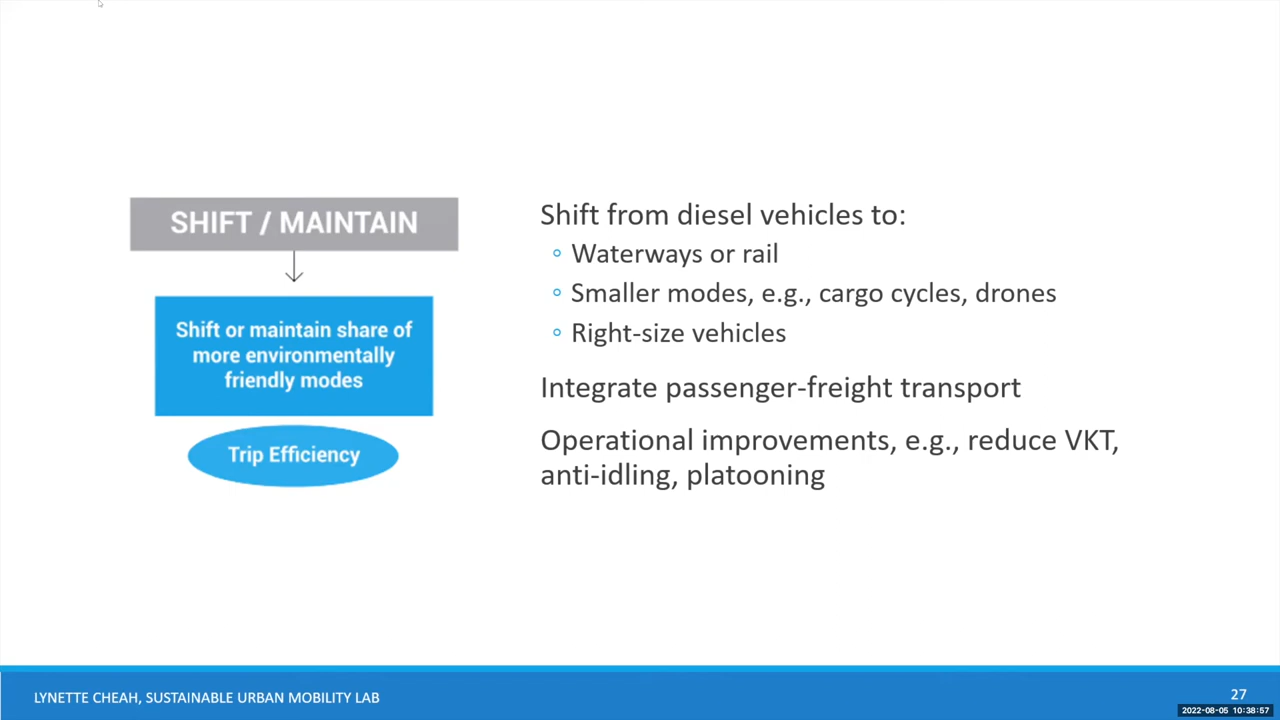 SHIFT / MAINTAIN
Shift or maintain share of
more environmentally
friendly modes
Trip Efficiency
Shift from diesel vehicles to:
Waterways or rail
Smaller modes, e.g., cargo cycles, drones
Right-size vehicles
Integrate passenger-freight transport
Operational improvements, e.g., reduce VKT,
anti-idling, platooning
LYNETTE CHEAH, SUSTAINABLE URBAN MOBILITY LAB
27
2022-08-05 10:38:57